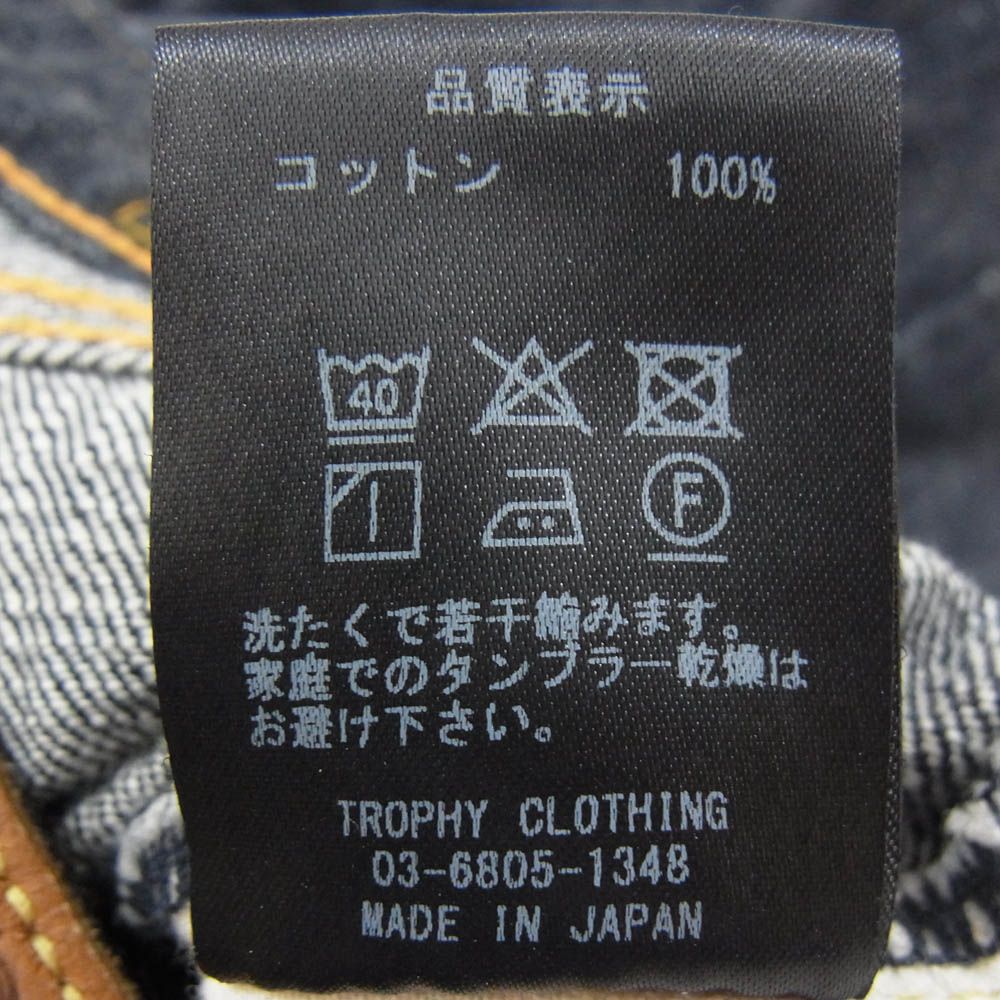 品質表示
コットン 100%
40
F
洗たくで若干縮みます。
家庭でのタンブラー乾燥は
お避け下さい。
TROPHY CLOTHING
03-6805-1348
MADE IN JAPAN